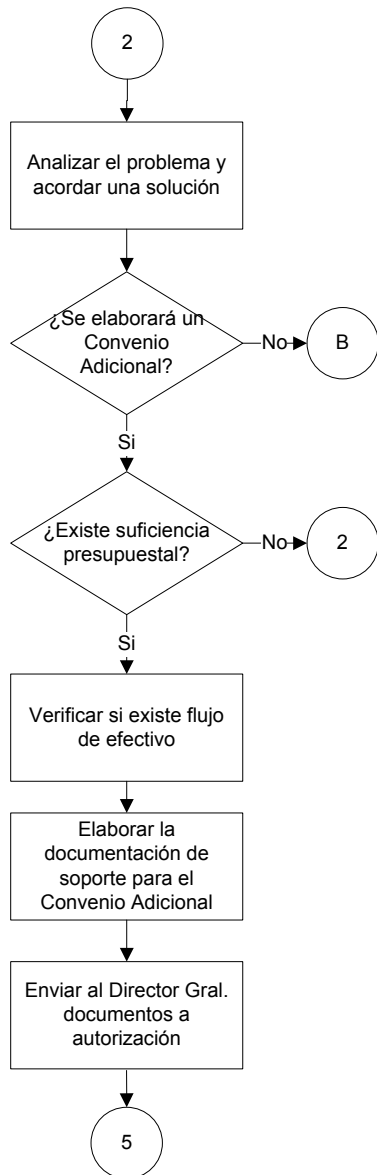 2
Analizar el problema y
acordar una solución
¿Se elaborará un
Convenio
Adicional?
No
B
Si
¿Existe suficiencia
presupuestal?
No
2
Si
Verificar si existe flujo
de efectivo
Elaborar la
documentación de
soporte para el
Convenio Adicional
Enviar al Director Gral.
documentos a
autorización
5